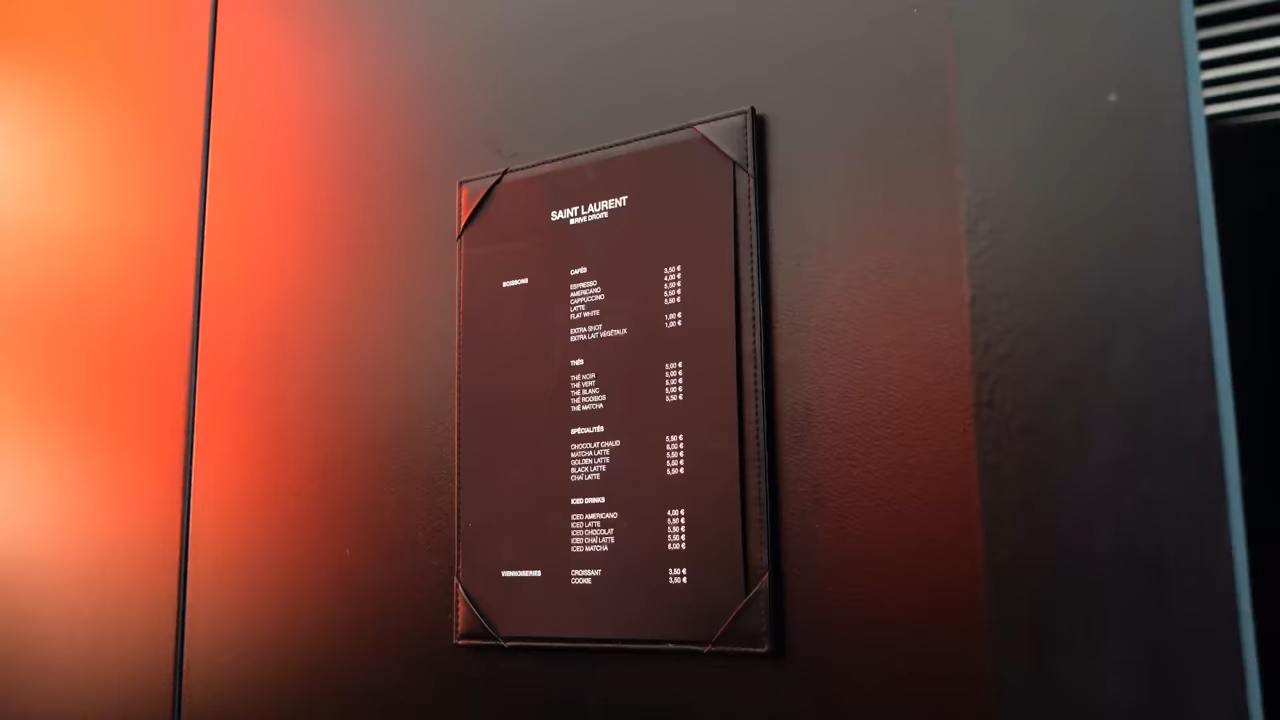 SAINT LAURENT
RIVE DROITE
BOISSONS
CAFÉS
ESPRESSO 3,50 €
AMERICANO 4,00 €
CAPPUCCINO 5,50 €
LATTE 5,50 €
FLAT WHITE 5,50 €
EXTRA SHOT 1,00 €
EXTRA LAIT VÉGÉTAUX 1,00 €
THÉS
THÉ NOIR 5,00 €
THÉ VERT 5,00 €
THÉ BLANC 5,00 €
THÉ ROOIBOS 5,00 €
THÉ MATCHA 5,50 €
SPÉCIALITÉS
CHOCOLAT CHAUD 5,50 €
MATCHA LATTE 6,00 €
GOLDEN LATTE 5,50 €
BLACK LATTE 5,50 €
CHAÏ LATTE 5,50 €
ICED DRINKS
ICED AMERICANO 4,00 €
ICED LATTE 5,50 €
ICED CHOCOLAT 5,50 €
ICED CHAÏ LATTE 5,50 €
ICED MATCHA 6,00 €
VIENNOISERIES
CROISSANT 3,50 €
COOKIE 3,50 €